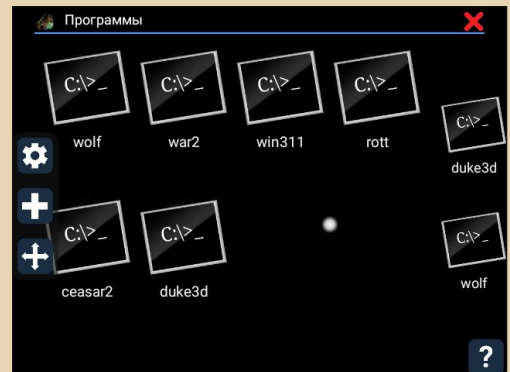 Программы
C:\>_ C:\>_ C:\>_ C:\>_
wolf war2 win311 rott
C:\>_
duke3d
C:\>_ C:\>_
ceasar2 duke3d
C:\>_
wolf
?